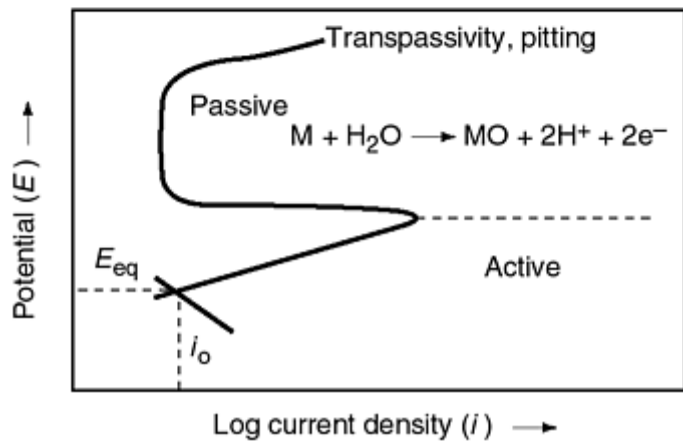 Transpassivity, pitting
Passive
M + H₂O ⟶ MO + 2H⁺ + 2e⁻
E_eq
Active
i_o
Potential (E) ⟶
Log current density (i) ⟶